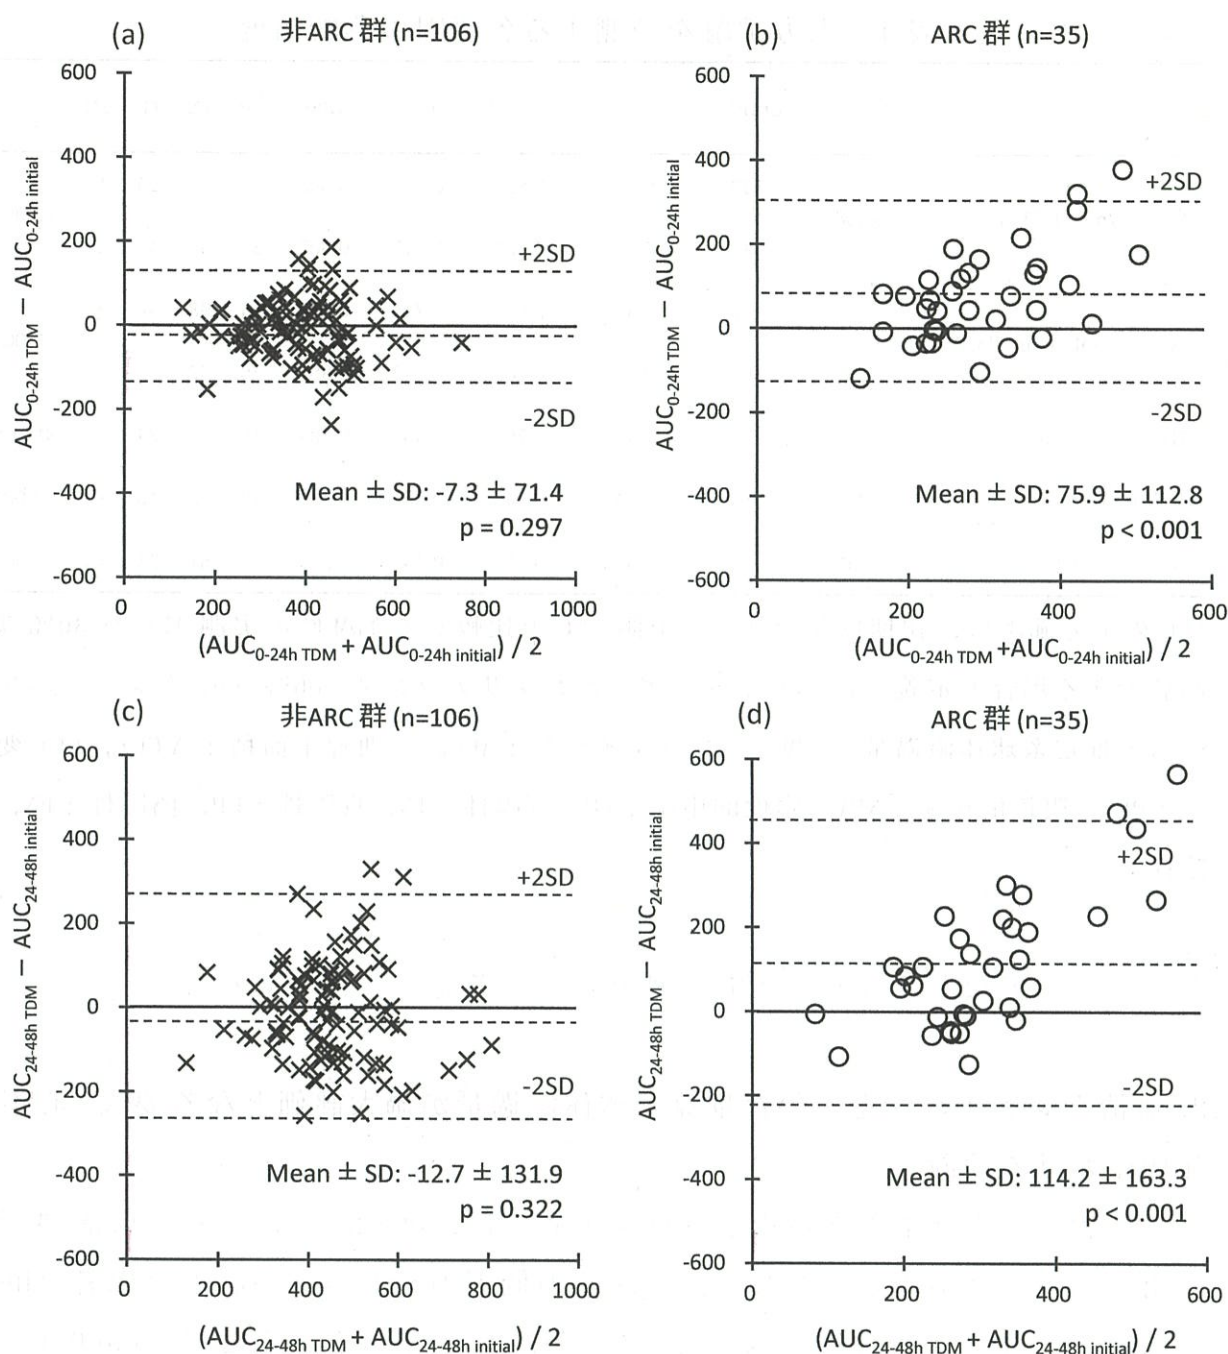 (a)
非ARC 群 (n=106)
AUC0-24h TDM − AUC0-24h initial
600
400
200
0
-200
-400
-600
+2SD
-2SD
Mean ± SD: -7.3 ± 71.4
p = 0.297
0 200 400 600 800 1000
(AUC0-24h TDM + AUC0-24h initial) / 2
(b)
ARC 群 (n=35)
AUC0-24h TDM − AUC0-24h initial
600
400
200
0
-200
-400
-600
+2SD
-2SD
Mean ± SD: 75.9 ± 112.8
p < 0.001
0 200 400 600
(AUC0-24h TDM +AUC0-24h initial) / 2
(c)
非ARC 群 (n=106)
AUC24-48h TDM − AUC24-48h initial
600
400
200
0
-200
-400
-600
+2SD
-2SD
Mean ± SD: -12.7 ± 131.9
p = 0.322
0 200 400 600 800 1000
(AUC24-48h TDM + AUC24-48h initial) / 2
(d)
ARC 群 (n=35)
AUC24-48h TDM − AUC24-48h initial
600
400
200
0
-200
-400
-600
+2SD
-2SD
Mean ± SD: 114.2 ± 163.3
p < 0.001
0 200 400 600
(AUC24-48h TDM + AUC24-48h initial) / 2